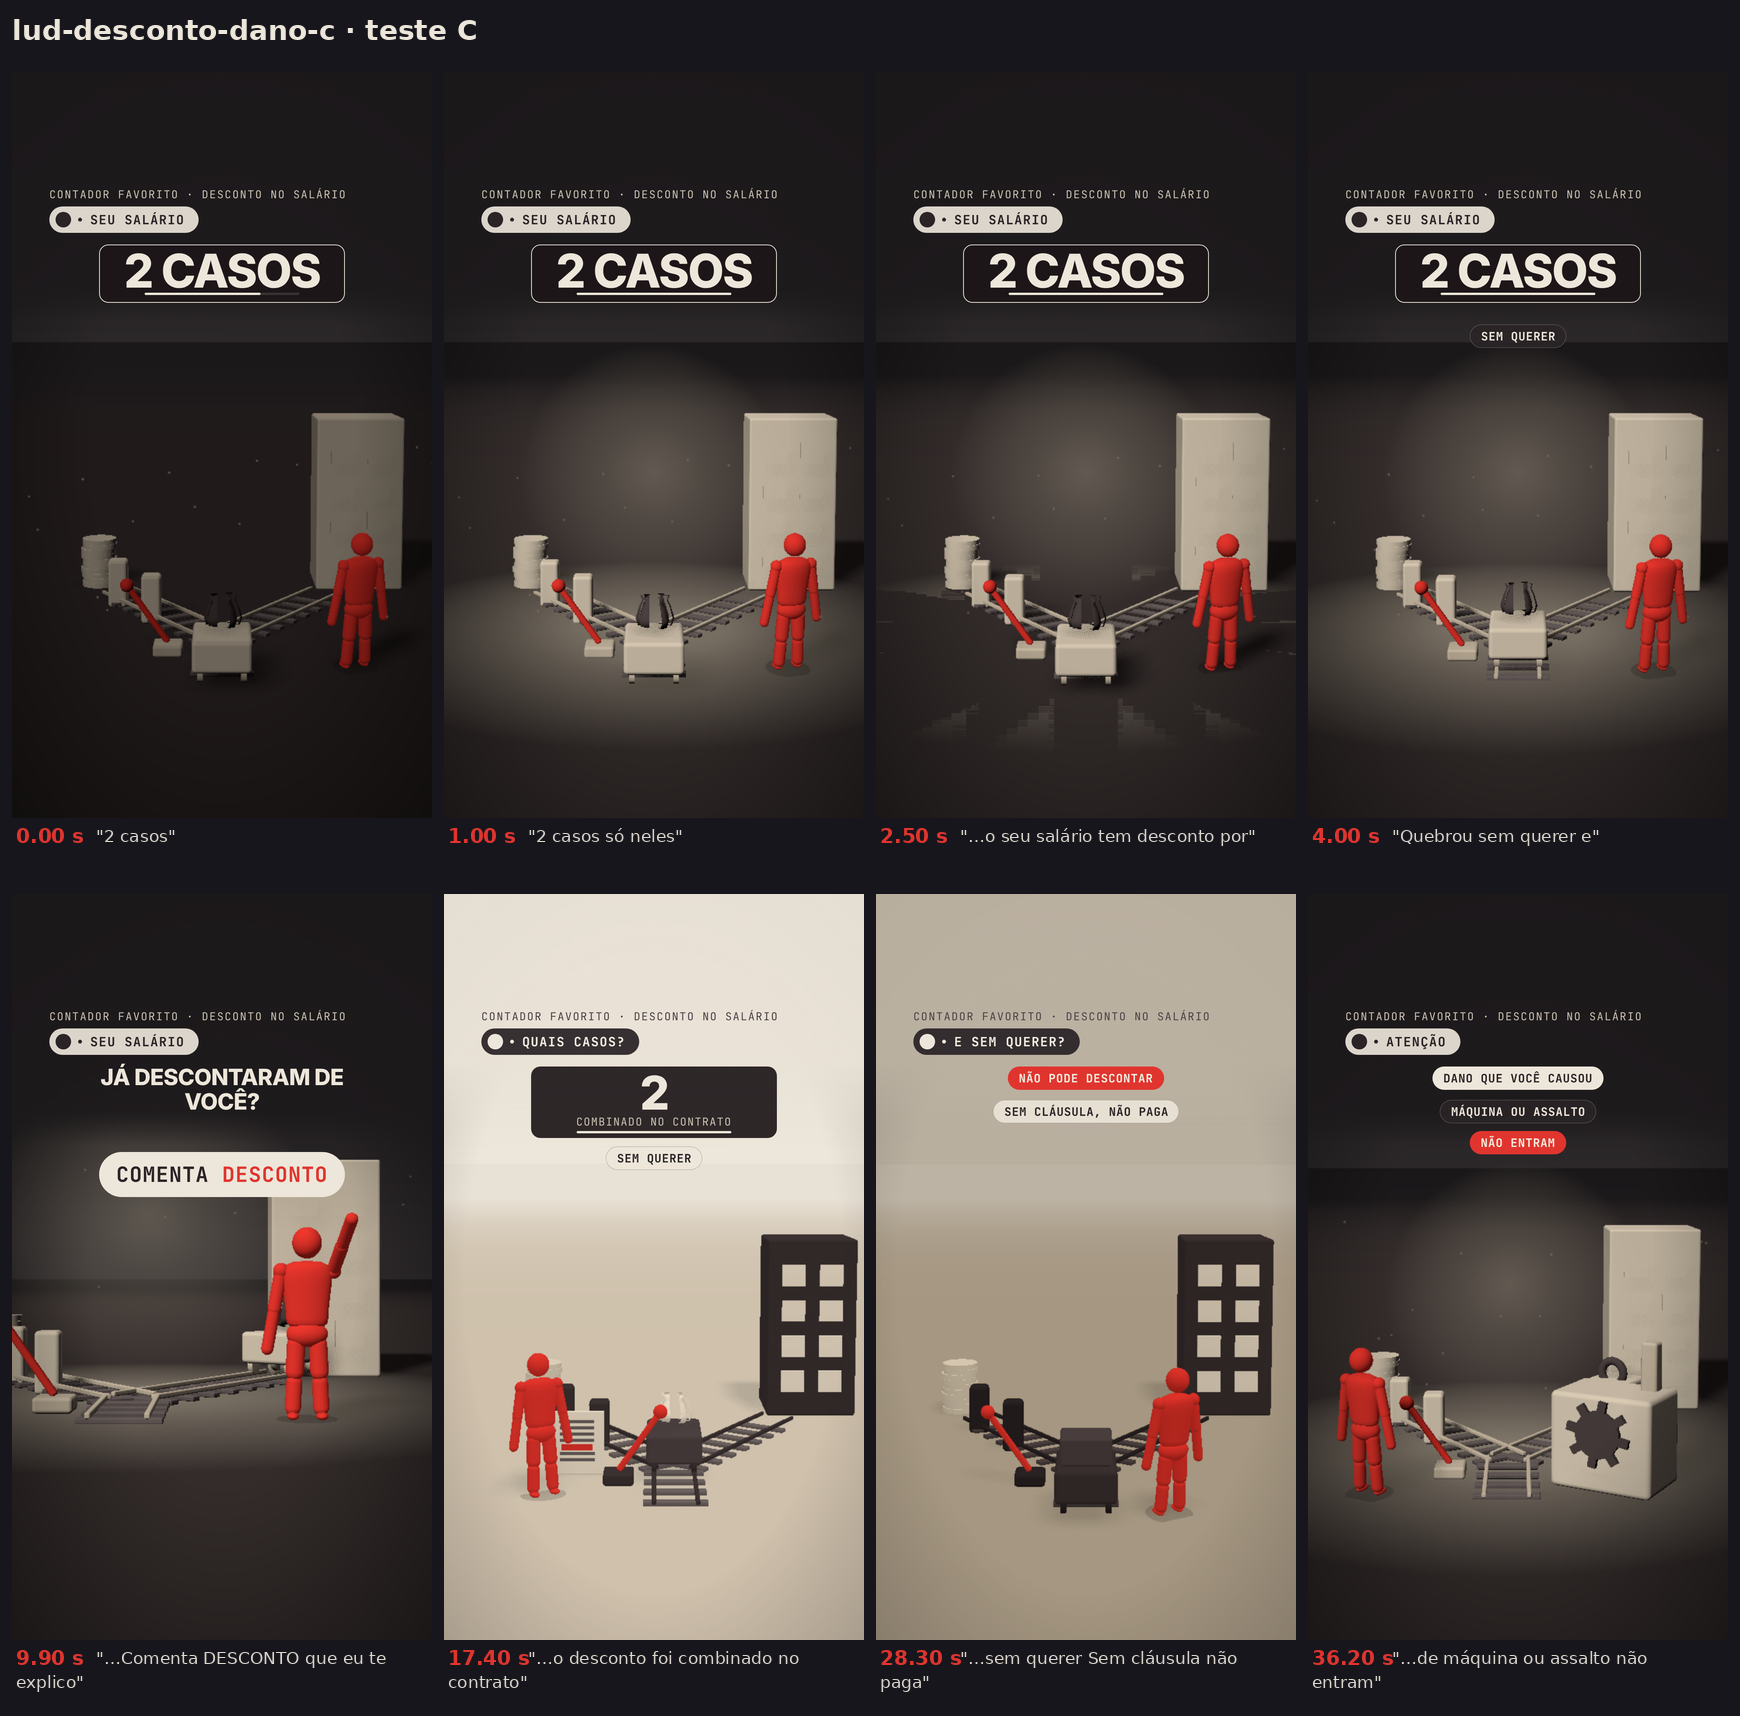 lud-desconto-dano-c · teste C
CONTADOR FAVORITO · DESCONTO NO SALÁRIO
• SEU SALÁRIO
2 CASOS
0.00 s "2 casos"
CONTADOR FAVORITO · DESCONTO NO SALÁRIO
• SEU SALÁRIO
2 CASOS
1.00 s "2 casos só neles"
CONTADOR FAVORITO · DESCONTO NO SALÁRIO
• SEU SALÁRIO
2 CASOS
2.50 s "...o seu salário tem desconto por"
CONTADOR FAVORITO · DESCONTO NO SALÁRIO
• SEU SALÁRIO
2 CASOS
SEM QUERER
4.00 s "Quebrou sem querer e"
CONTADOR FAVORITO · DESCONTO NO SALÁRIO
• SEU SALÁRIO
JÁ DESCONTARAM DE
VOCÊ?
COMENTA DESCONTO
9.90 s "...Comenta DESCONTO que eu te
explico"
CONTADOR FAVORITO · DESCONTO NO SALÁRIO
• QUAIS CASOS?
2
COMBINADO NO CONTRATO
SEM QUERER
17.40 s "...o desconto foi combinado no
contrato"
CONTADOR FAVORITO · DESCONTO NO SALÁRIO
• E SEM QUERER?
NÃO PODE DESCONTAR
SEM CLÁUSULA, NÃO PAGA
28.30 s "...sem querer Sem cláusula não
paga"
CONTADOR FAVORITO · DESCONTO NO SALÁRIO
• ATENÇÃO
DANO QUE VOCÊ CAUSOU
MÁQUINA OU ASSALTO
NÃO ENTRAM
36.20 s "...de máquina ou assalto não
entram"